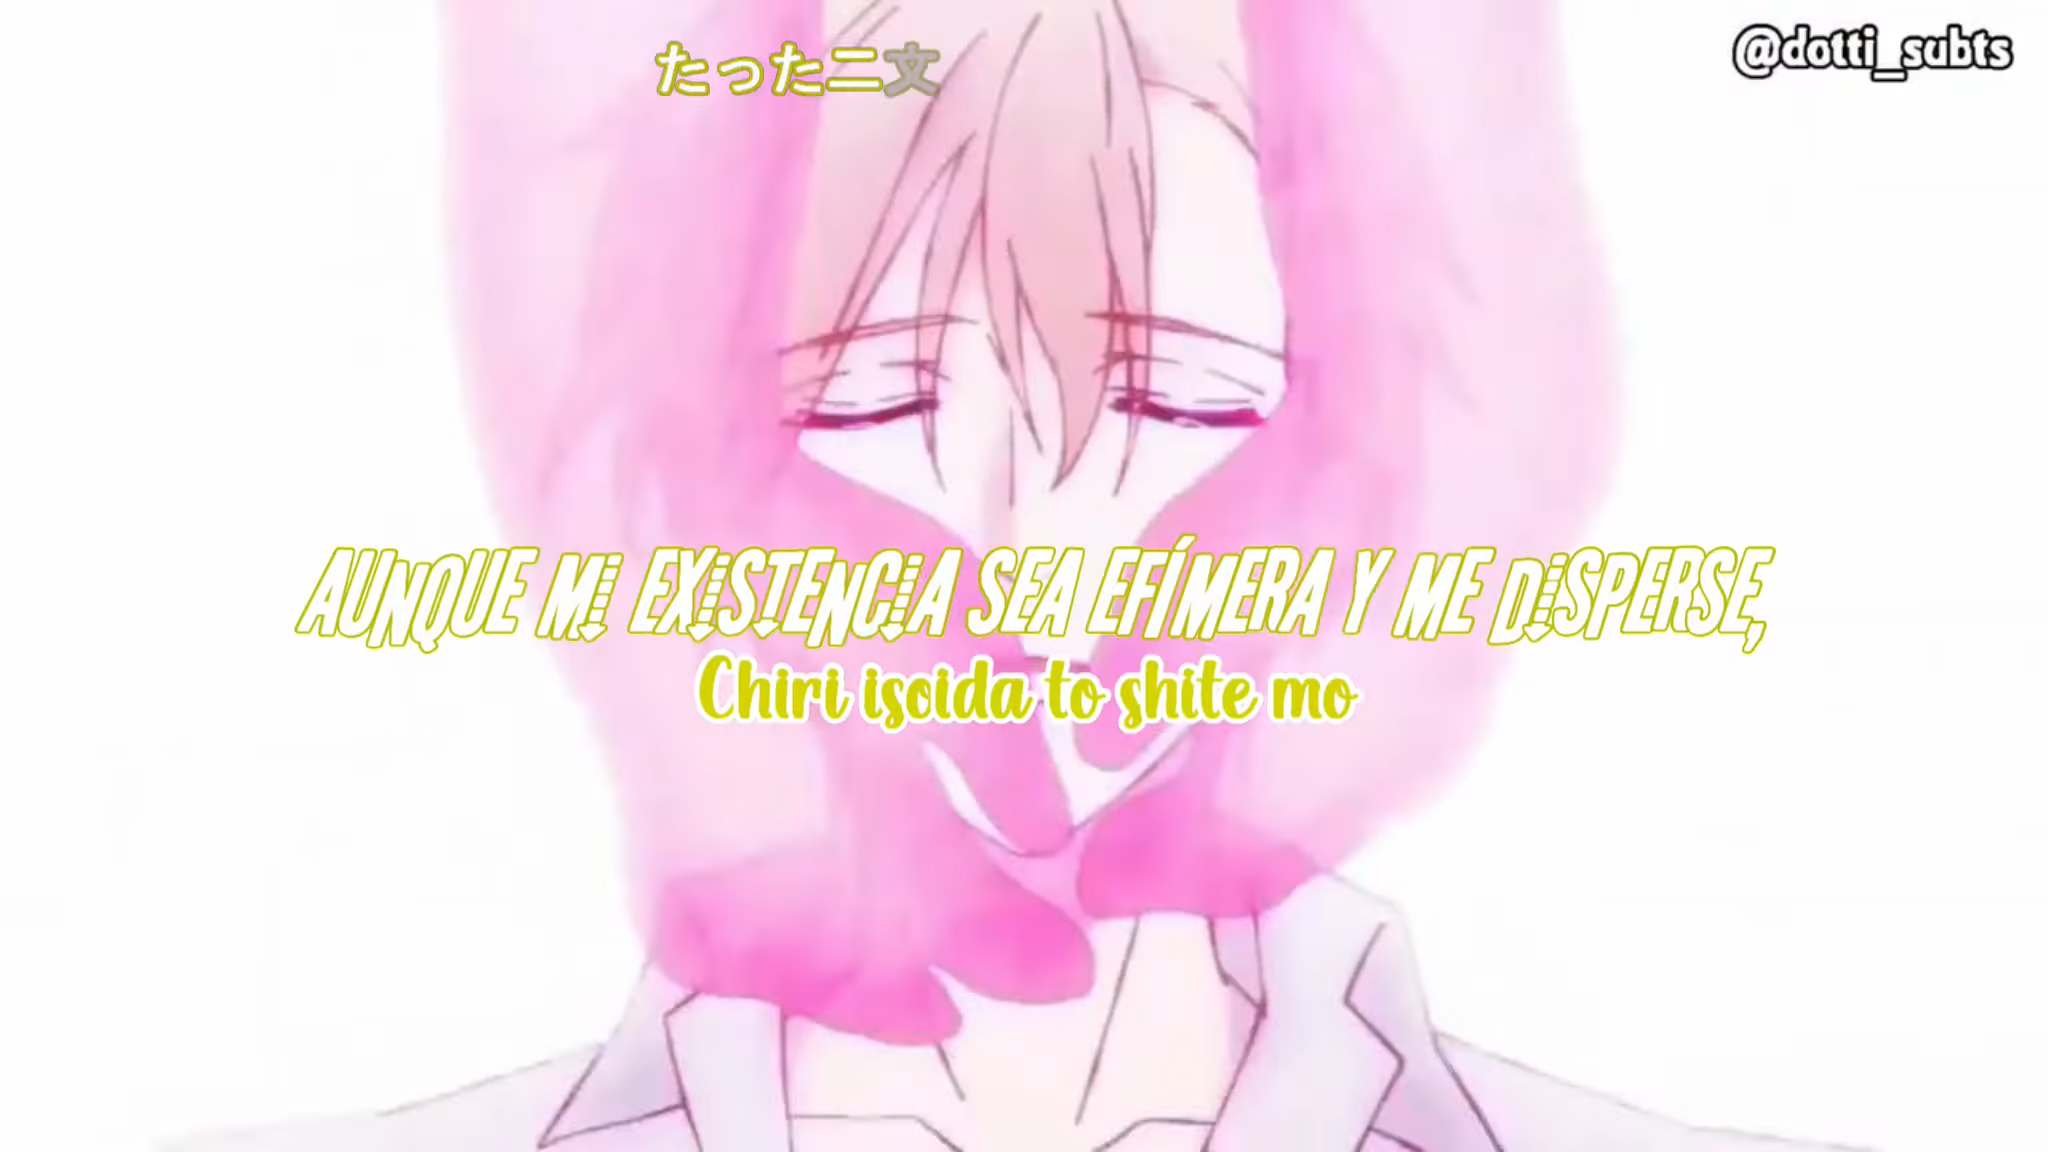 @dotti_subts
たった二文
AUNQUE MI EXISTENCIA SEA EFÍMERA Y ME DISPERSE,
Chiri isoida to shite mo